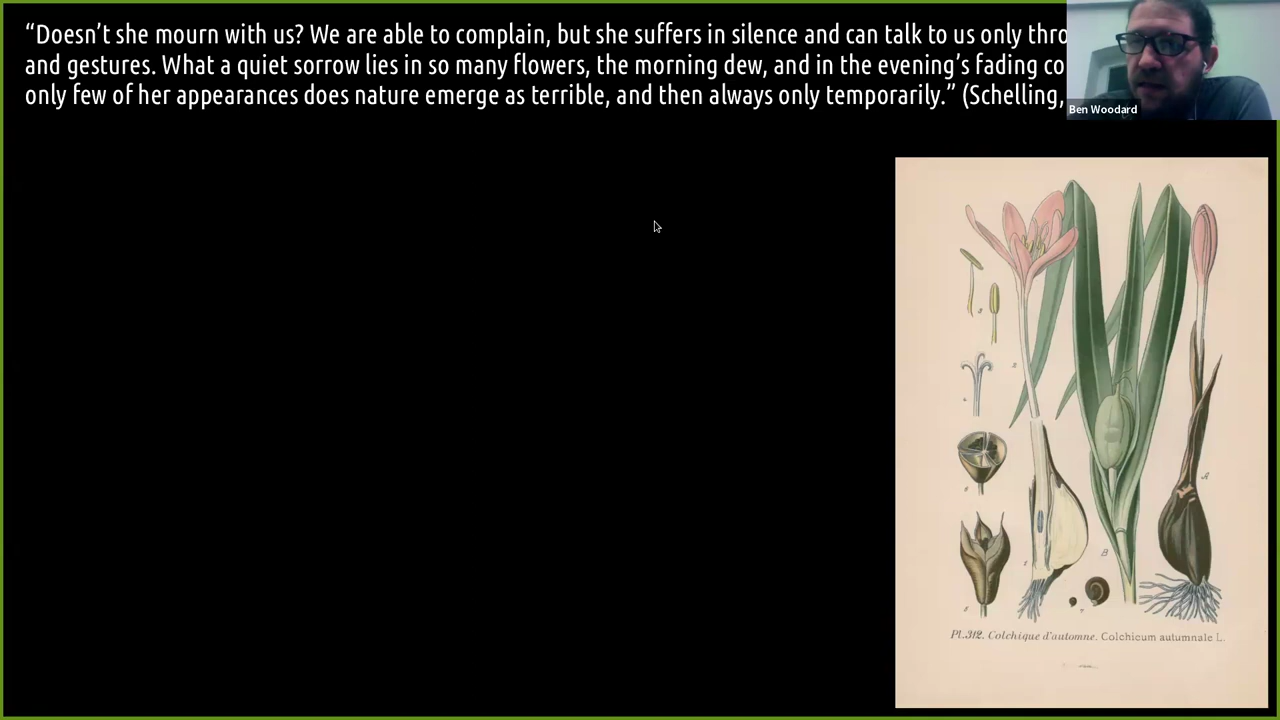 “Doesn’t she mourn with us? We are able to complain, but she suffers in silence and can talk to us only
and gestures. What a quiet sorrow lies in so many flowers, the morning dew, and in the evening’s fading
only few of her appearances does nature emerge as terrible, and then always only temporarily.” (Schelling,
Ben Woodard
Pl.312. Colchique d'automne. Colchicum autumnale L.